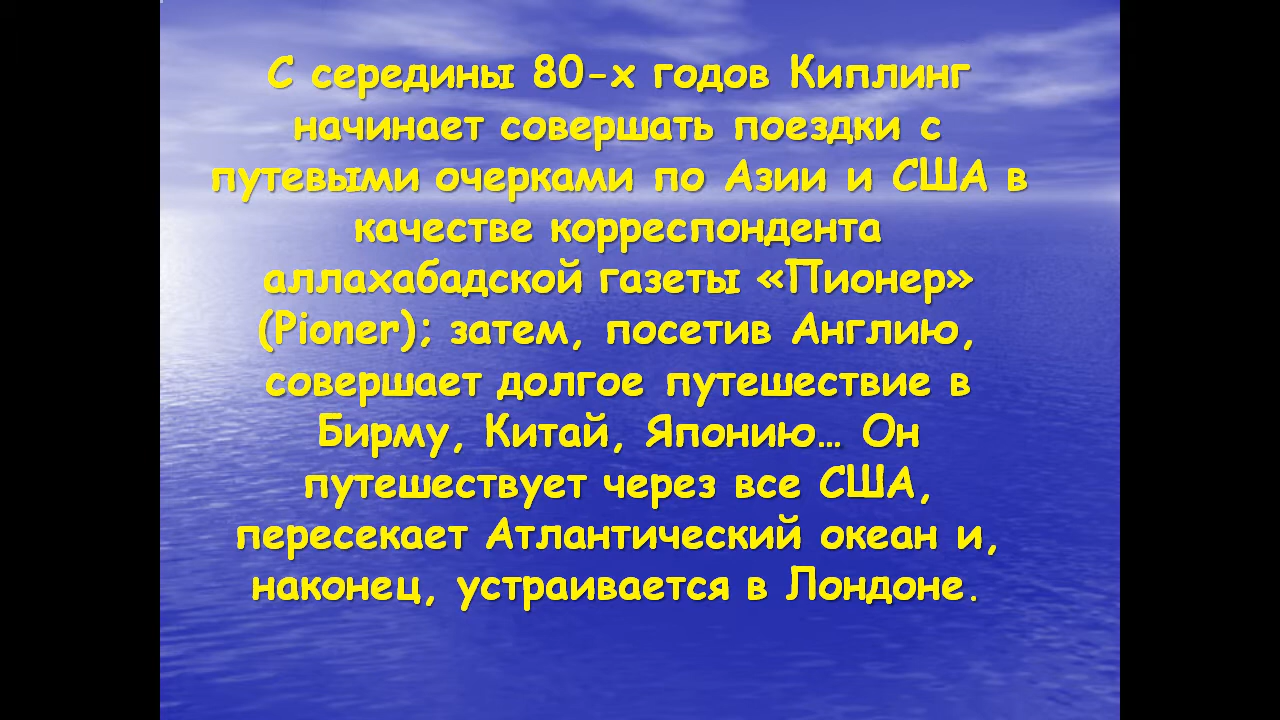 С середины 80-х годов Киплинг
начинает совершать поездки с
путевыми очерками по Азии и США в
качестве корреспондента
аллахабадской газеты «Пионер»
(Pioner); затем, посетив Англию,
совершает долгое путешествие в
Бирму, Китай, Японию… Он
путешествует через все США,
пересекает Атлантический океан и,
наконец, устраивается в Лондоне.